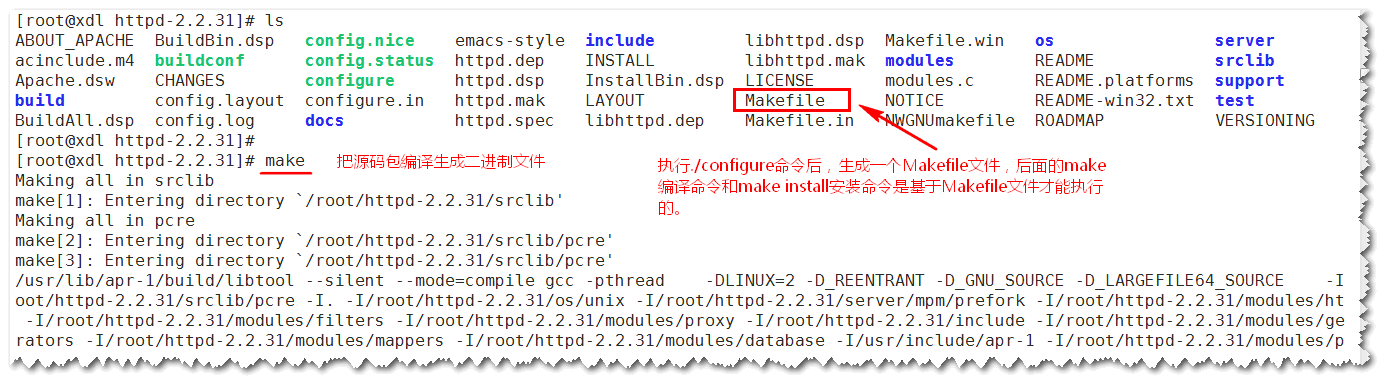 [root@xdl httpd-2.2.31]# ls
ABOUT_APACHE BuildBin.dsp config.nice emacs-style include libhttpd.dsp Makefile.win os server
acinclude.m4 buildconf config.status httpd.dep INSTALL libhttpd.mak modules README srclib
Apache.dsw CHANGES configure httpd.dsp InstallBin.dsp LICENSE modules.c README.platforms support
build config.layout configure.in httpd.mak LAYOUT Makefile NOTICE README-win32.txt test
BuildAll.dsp config.log docs httpd.spec libhttpd.dep Makefile.in NWGNUmakefile ROADMAP VERSIONING
[root@xdl httpd-2.2.31]#
[root@xdl httpd-2.2.31]# make 把源码包编译生成二进制文件
执行./configure命令后，生成一个Makefile文件，后面的make
编译命令和make install安装命令是基于Makefile文件才能执行
的。
Making all in srclib
make[1]: Entering directory `/root/httpd-2.2.31/srclib'
Making all in pcre
make[2]: Entering directory `/root/httpd-2.2.31/srclib/pcre'
make[3]: Entering directory `/root/httpd-2.2.31/srclib/pcre'
/usr/lib/apr-1/build/libtool --silent --mode=compile gcc -pthread -DLINUX=2 -D_REENTRANT -D_GNU_SOURCE -D_LARGEFILE64_SOURCE -I
oot/httpd-2.2.31/srclib/pcre -I. -I/root/httpd-2.2.31/os/unix -I/root/httpd-2.2.31/server/mpm/prefork -I/root/httpd-2.2.31/modules/ht
-I/root/httpd-2.2.31/modules/filters -I/root/httpd-2.2.31/modules/proxy -I/root/httpd-2.2.31/include -I/root/httpd-2.2.31/modules/ge
rators -I/root/httpd-2.2.31/modules/mappers -I/root/httpd-2.2.31/modules/database -I/usr/include/apr-1 -I/root/httpd-2.2.31/modules/p